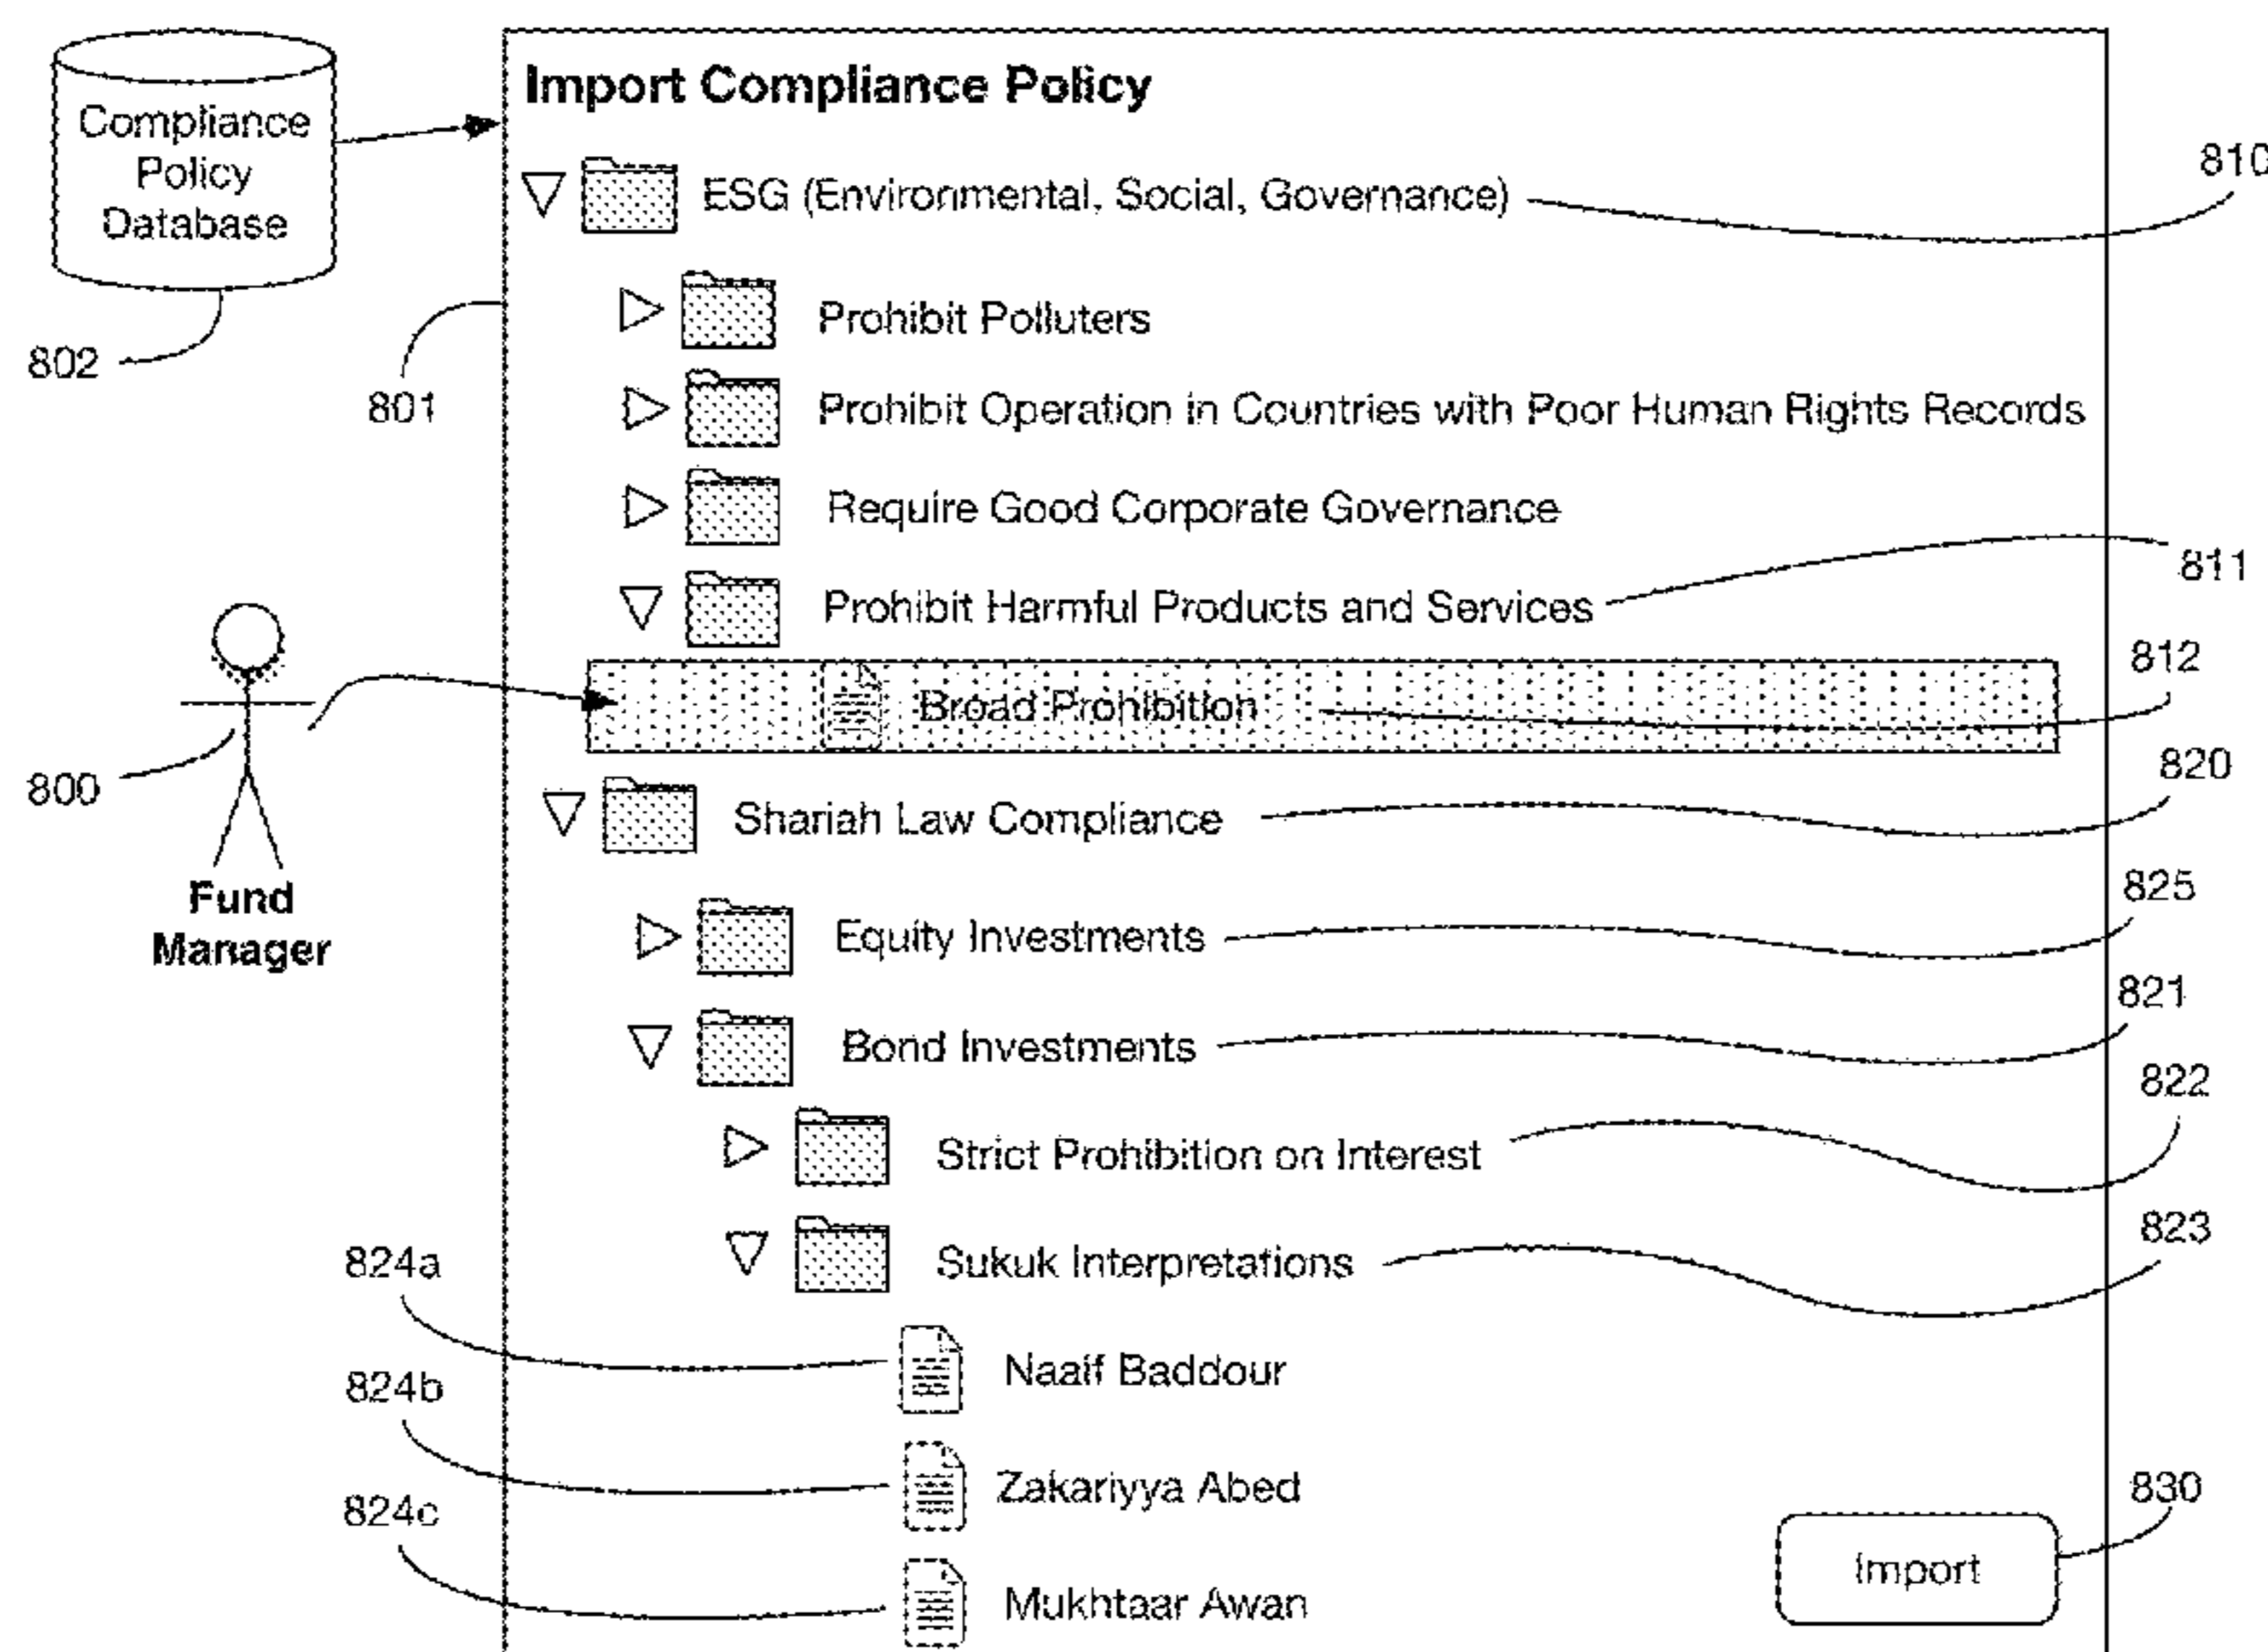 Compliance
Policy
Database
802
801
Import Compliance Policy
ESG (Environmental, Social, Governance)
810
Prohibit Polluters
Prohibit Operation in Countries with Poor Human Rights Records
Require Good Corporate Governance
Prohibit Harmful Products and Services
811
Broad Prohibition
812
800
Fund
Manager
Shariah Law Compliance
820
Equity Investments
825
Bond Investments
821
Strict Prohibition on Interest
822
Sukuk Interpretations
823
824a
Naaif Baddour
824b
Zakariyya Abed
824c
Mukhtaar Awan
Import
830